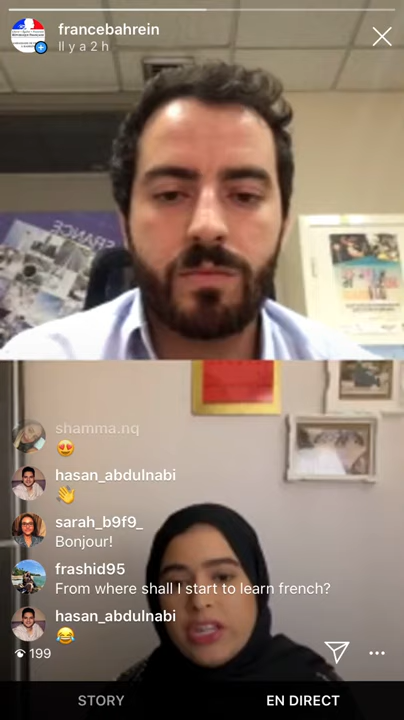 francebahrein
Il y a 2 h
shamma.nq
😍
hasan_abdulnabi
👋
sarah_b9f9_
Bonjour!
frashid95
From where shall I start to learn french?
hasan_abdulnabi
😂
199
STORY
EN DIRECT